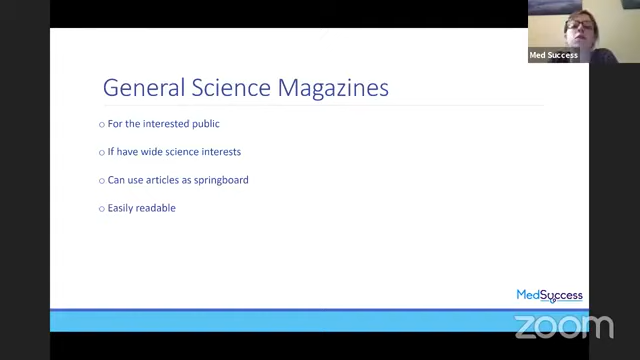 Med Success
General Science Magazines
o For the interested public
o If have wide science interests
o Can use articles as springboard
o Easily readable
MedSuccess
zoom